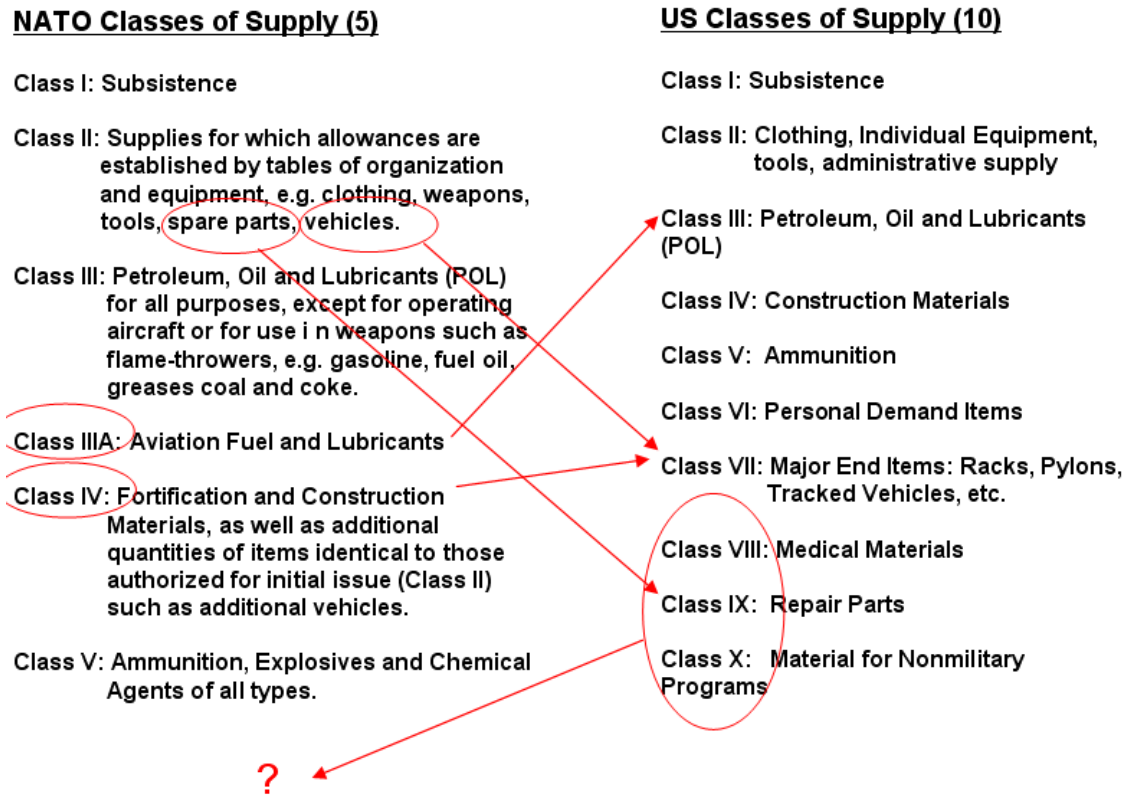 NATO Classes of Supply (5)
Class I: Subsistence
Class II: Supplies for which allowances are
established by tables of organization
and equipment, e.g. clothing, weapons,
tools, spare parts, vehicles.
Class III: Petroleum, Oil and Lubricants (POL)
for all purposes, except for operating
aircraft or for use i n weapons such as
flame-throwers, e.g. gasoline, fuel oil,
greases coal and coke.
Class IIIA: Aviation Fuel and Lubricants
Class IV: Fortification and Construction
Materials, as well as additional
quantities of items identical to those
authorized for initial issue (Class II)
such as additional vehicles.
Class V: Ammunition, Explosives and Chemical
Agents of all types.
?
US Classes of Supply (10)
Class I: Subsistence
Class II: Clothing, Individual Equipment,
tools, administrative supply
Class III: Petroleum, Oil and Lubricants
(POL)
Class IV: Construction Materials
Class V: Ammunition
Class VI: Personal Demand Items
Class VII: Major End Items: Racks, Pylons,
Tracked Vehicles, etc.
Class VIII: Medical Materials
Class IX: Repair Parts
Class X: Material for Nonmilitary
Programs